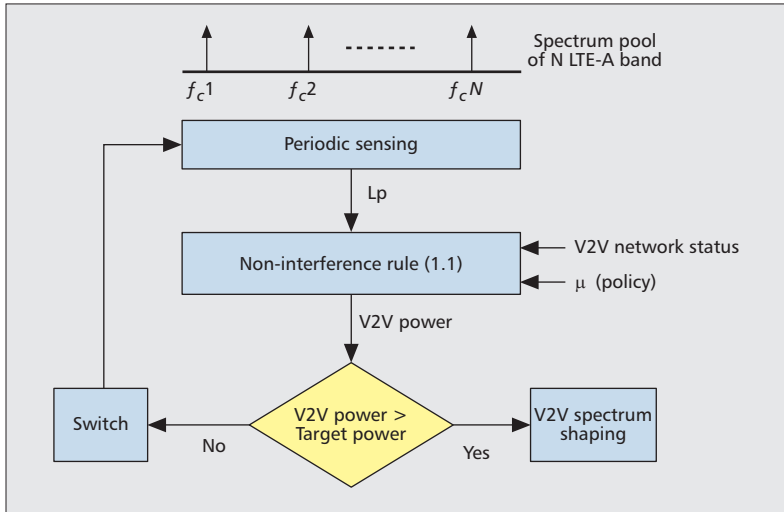 Spectrum pool
of N LTE-A band
fc1
fc2
fcN
Periodic sensing
Lp
Non-interference rule (1.1)
V2V network status
μ (policy)
V2V power
V2V power >
Target power
Switch
No
Yes
V2V spectrum
shaping